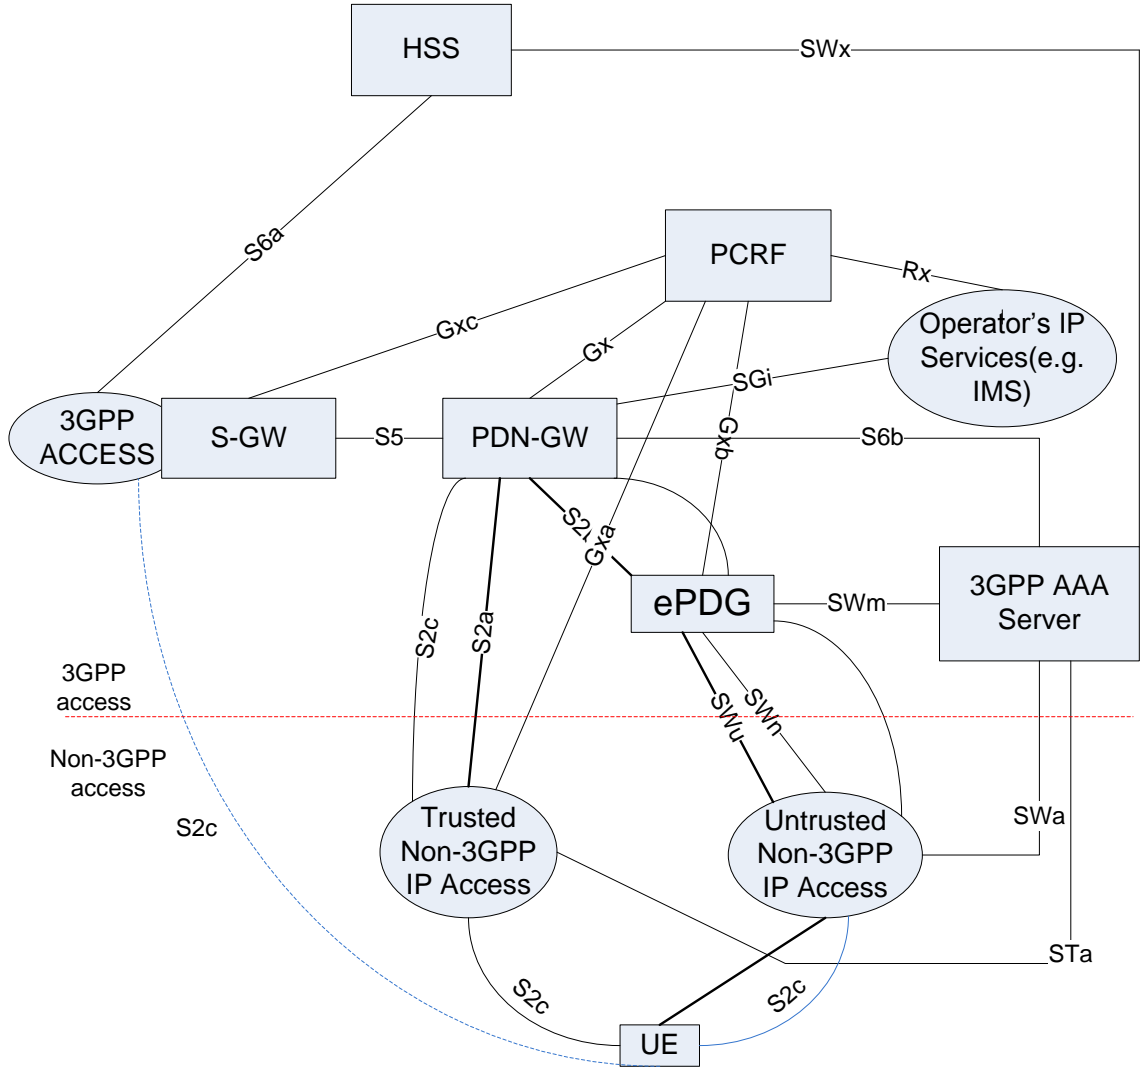 HSS
SWx
S6a
PCRF
Rx
Gxc
Gx
Operator's IP
Services(e.g.
IMS)
SGi
3GPP
ACCESS
S-GW
S5
PDN-GW
Gxb
S6b
Gxa
ePDG
SWm
3GPP AAA
Server
S2c
S2a
3GPP
access
SWu
SWn
Non-3GPP
access
S2c
Trusted
Non-3GPP
IP Access
Untrusted
Non-3GPP
IP Access
SWa
STa
S2c
S2c
UE